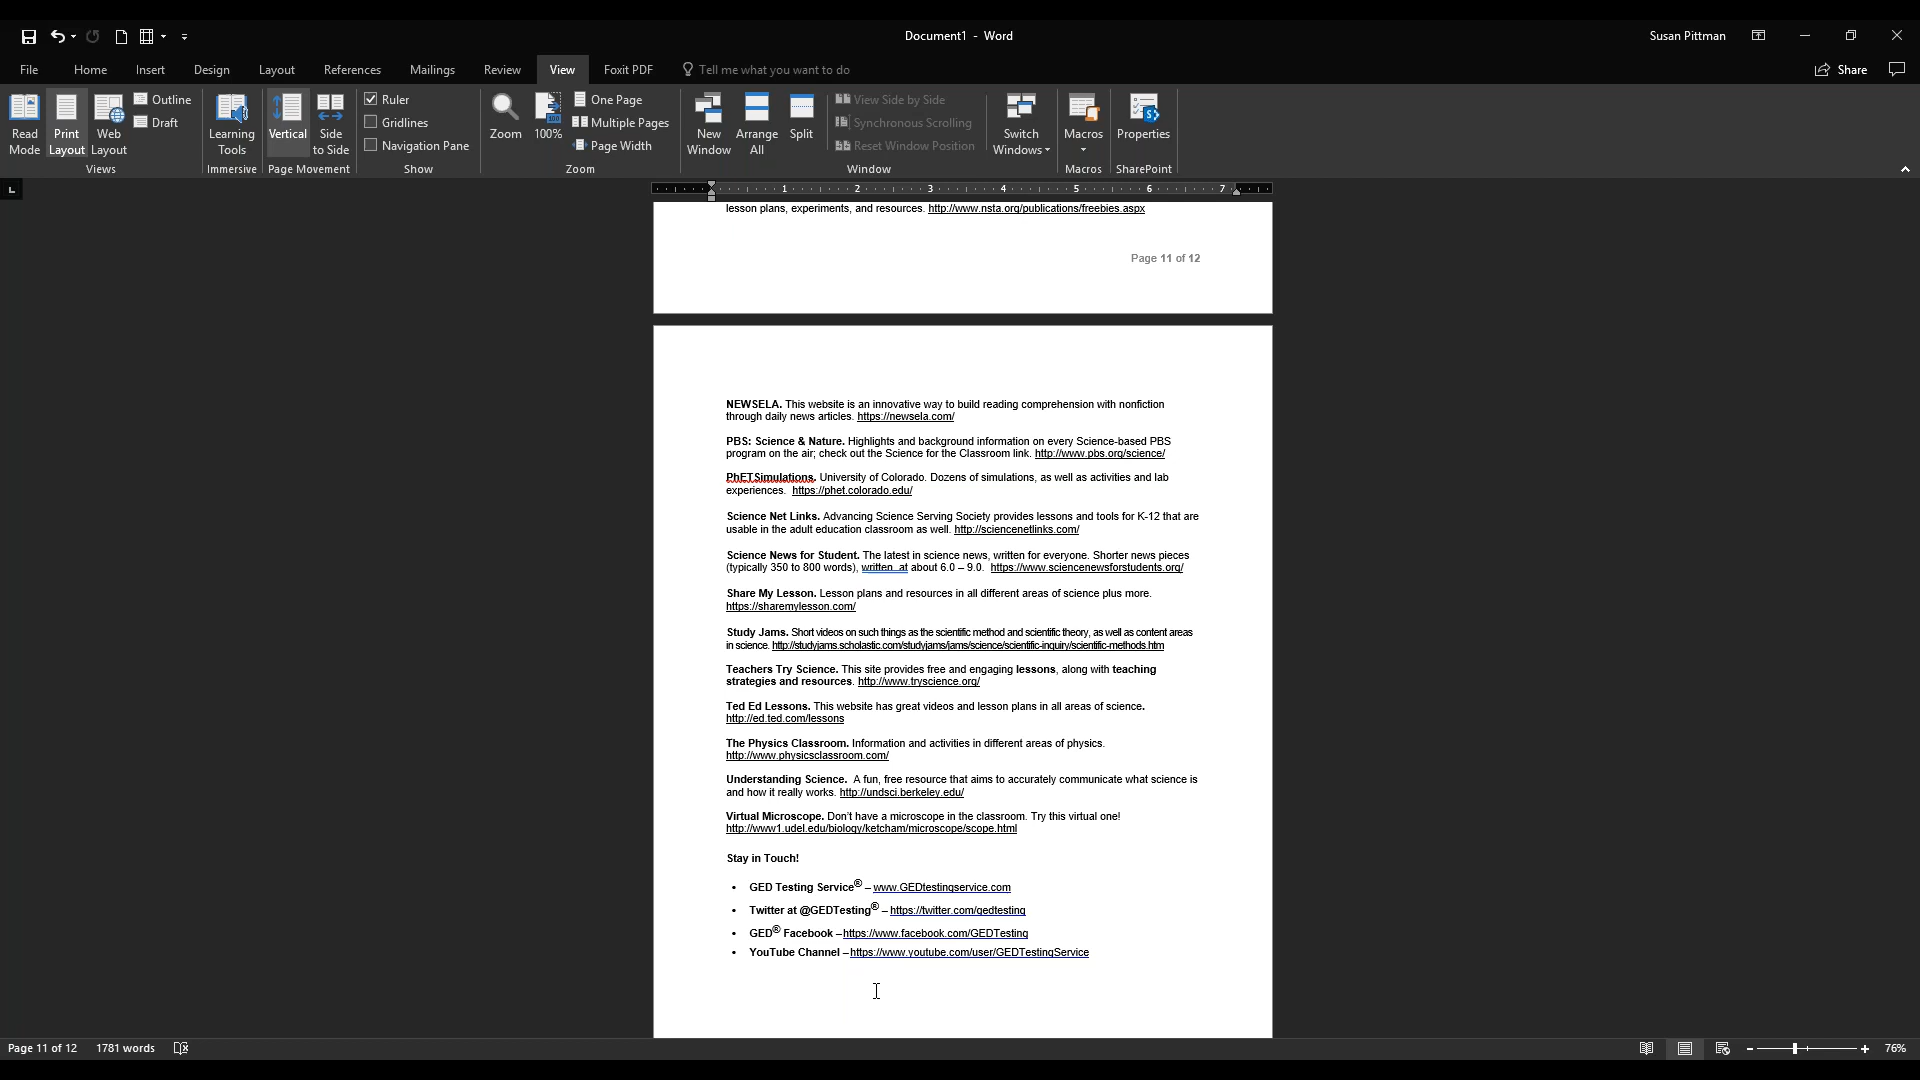 Document1 - Word
Susan Pittman
File Home Insert Design Layout References Mailings Review View Foxit PDF Tell me what you want to do Share
Read Mode
Print Layout
Web Layout
Outline
Draft
Views
Learning Tools
Immersive
Vertical
Side to Side
Page Movement
Ruler
Gridlines
Navigation Pane
Show
Zoom
100%
One Page
Multiple Pages
Page Width
Zoom
New Window
Arrange All
Split
View Side by Side
Synchronous Scrolling
Reset Window Position
Window
Switch Windows
Macros
Macros
Properties
SharePoint
1 2 3 4 5 6 7
lesson plans, experiments, and resources. http://www.nsta.org/publications/freebies.aspx
Page 11 of 12
NEWSELA. This website is an innovative way to build reading comprehension with nonfiction
through daily news articles. https://newsela.com/
PBS: Science & Nature. Highlights and background information on every Science-based PBS
program on the air; check out the Science for the Classroom link. http://www.pbs.org/science/
PhETSimulations. University of Colorado. Dozens of simulations, as well as activities and lab
experiences. https://phet.colorado.edu/
Science Net Links. Advancing Science Serving Society provides lessons and tools for K-12 that are
usable in the adult education classroom as well. http://sciencenetlinks.com/
Science News for Student. The latest in science news, written for everyone. Shorter news pieces
(typically 350 to 800 words), written at about 6.0 – 9.0. https://www.sciencenewsforstudents.org/
Share My Lesson. Lesson plans and resources in all different areas of science plus more.
https://sharemylesson.com/
Study Jams. Short videos on such things as the scientific method and scientific theory, as well as content areas
in science. http://studyjams.scholastic.com/studyjams/jams/science/scientific-inquiry/scientific-methods.htm
Teachers Try Science. This site provides free and engaging lessons, along with teaching
strategies and resources. http://www.tryscience.org/
Ted Ed Lessons. This website has great videos and lesson plans in all areas of science.
http://ed.ted.com/lessons
The Physics Classroom. Information and activities in different areas of physics.
http://www.physicsclassroom.com/
Understanding Science. A fun, free resource that aims to accurately communicate what science is
and how it really works. http://undsci.berkeley.edu/
Virtual Microscope. Don't have a microscope in the classroom. Try this virtual one!
http://www1.udel.edu/biology/ketcham/microscope/scope.html
Stay in Touch!
• GED Testing Service® – www.GEDtestingservice.com
• Twitter at @GEDTesting® – https://twitter.com/gedtesting
• GED® Facebook – https://www.facebook.com/GEDTesting
• YouTube Channel – https://www.youtube.com/user/GEDTestingService
Page 11 of 12 1781 words 76%